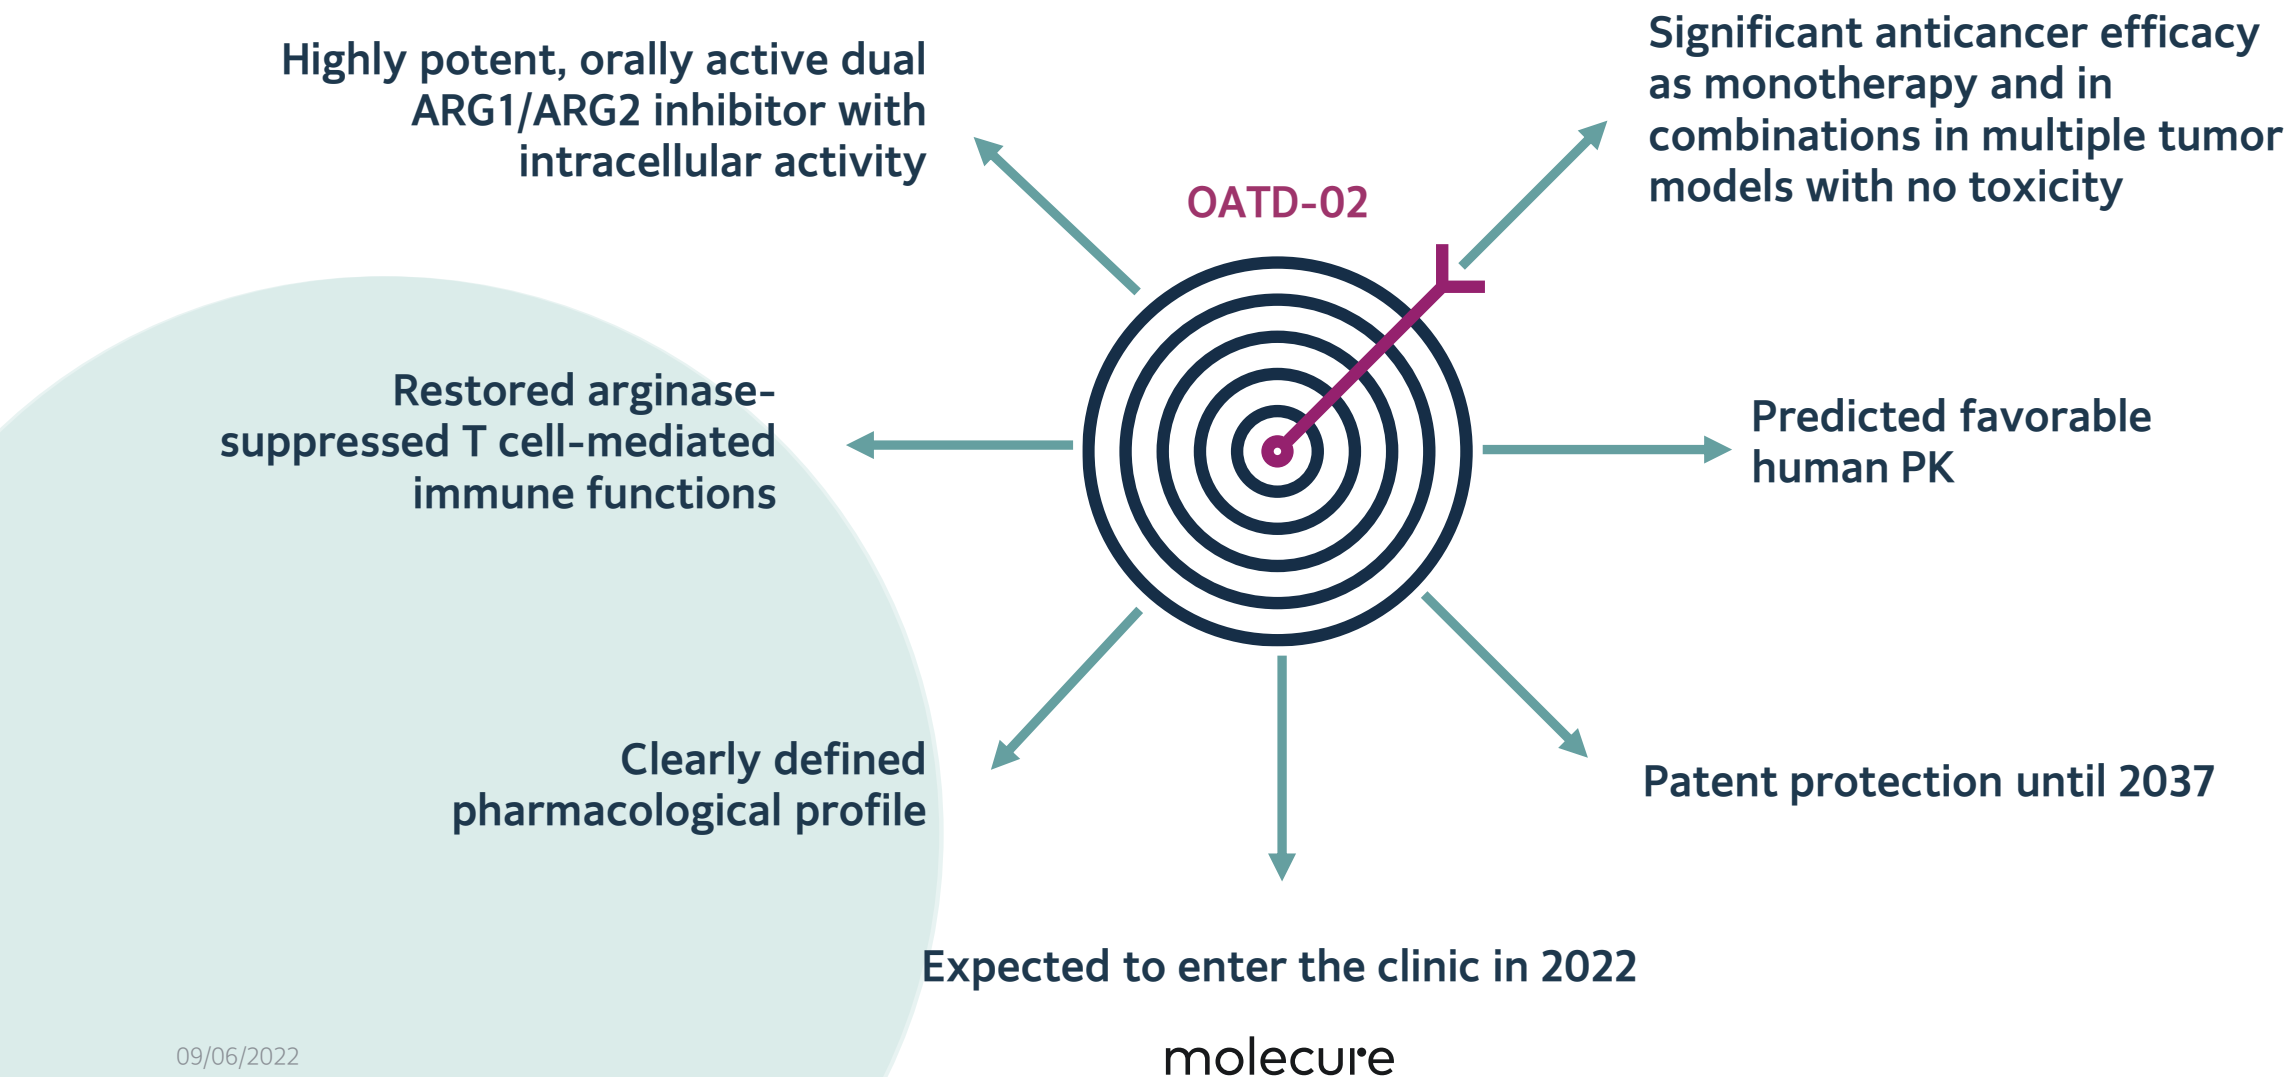 Highly potent, orally active dual
ARG1/ARG2 inhibitor with
intracellular activity
Significant anticancer efficacy
as monotherapy and in
combinations in multiple tumor
models with no toxicity
OATD-02
Restored arginase-
suppressed T cell-mediated
immune functions
Predicted favorable
human PK
Clearly defined
pharmacological profile
Patent protection until 2037
Expected to enter the clinic in 2022
09/06/2022
molecure